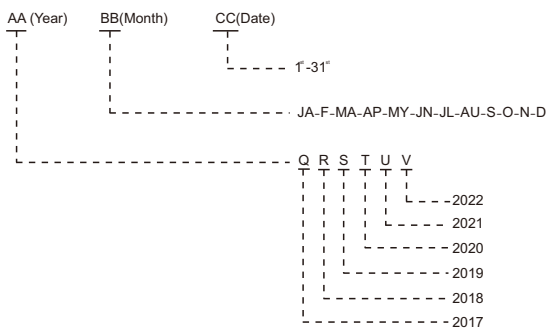 AA (Year) BB(Month) CC(Date)
1st-31st
JA-F-MA-AP-MY-JN-JL-AU-S-O-N-D
Q R S T U V
2022
2021
2020
2019
2018
2017